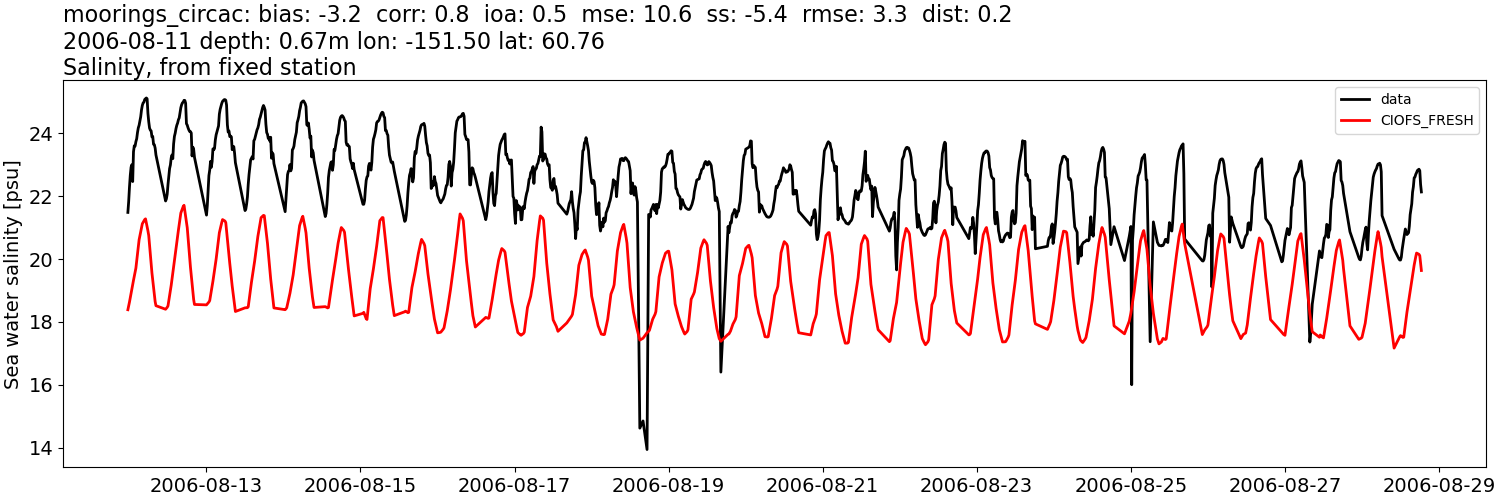 moorings_circac: bias: -3.2 corr: 0.8 ioa: 0.5 mse: 10.6 ss: -5.4 rmse: 3.3 dist: 0.2
2006-08-11 depth: 0.67m lon: -151.50 lat: 60.76
Salinity, from fixed station
data
CIOFS_FRESH
Sea water salinity [psu]
24
22
20
18
16
14
2006-08-13
2006-08-15
2006-08-17
2006-08-19
2006-08-21
2006-08-23
2006-08-25
2006-08-27
2006-08-29